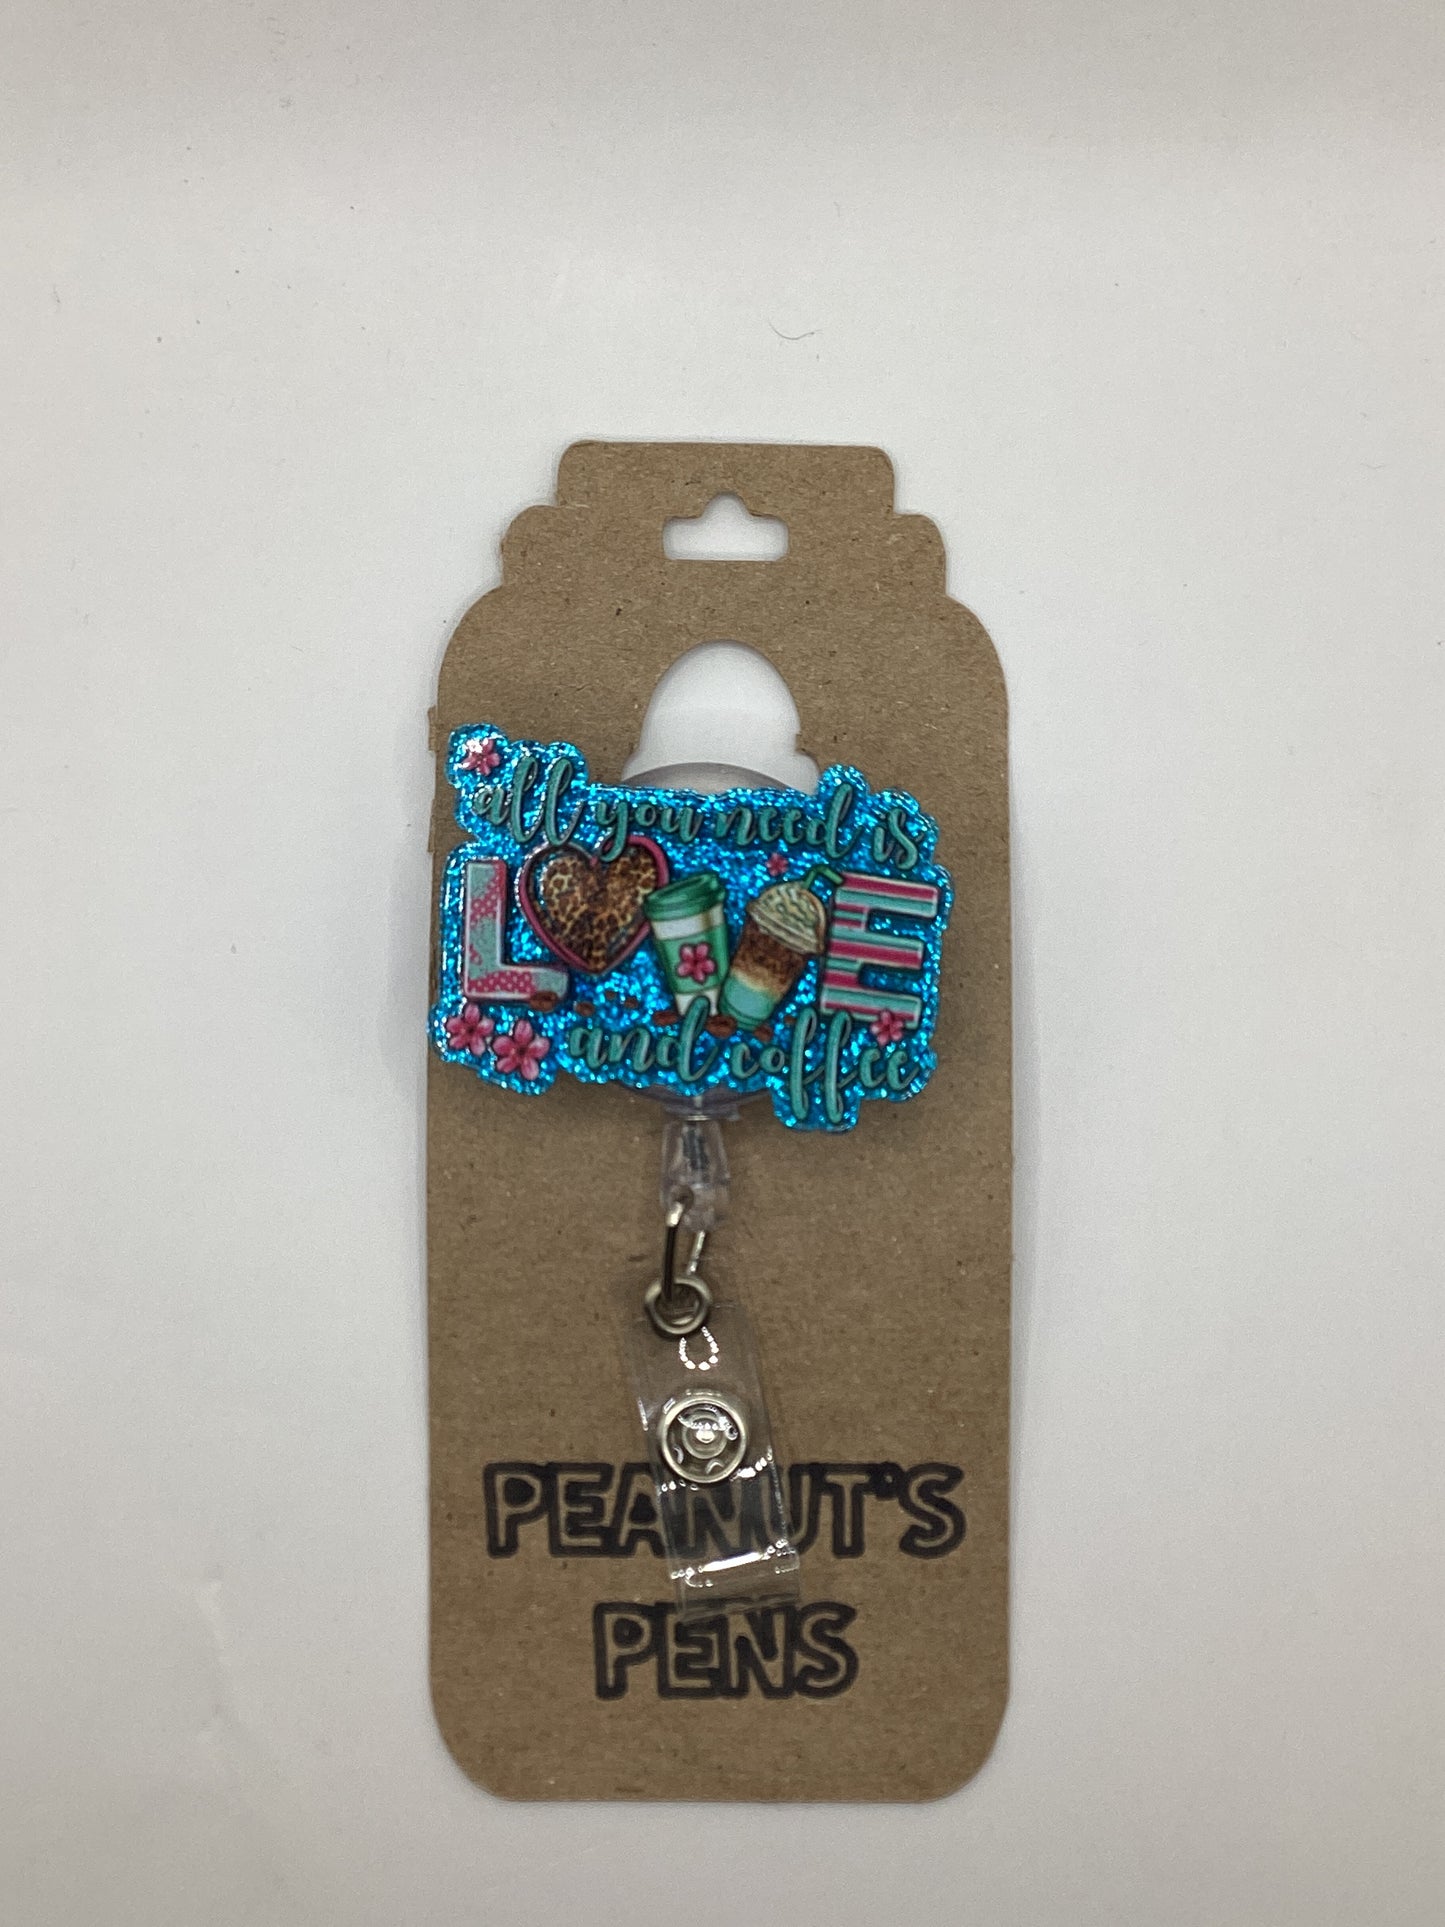 all you need is
LOVE
and coffee
PEANUT'S
PENS